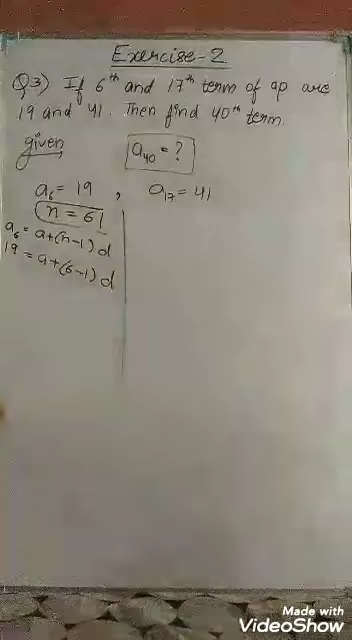 Exercise-2
Q3) If 6th and 17th term of ap are
19 and 41. Then find 40th term.
given
a40 = ?
a6 = 19 , a17 = 41
n = 6
a6 = a+(n-1) d
19 = a+(6-1) d
Made with
VideoShow